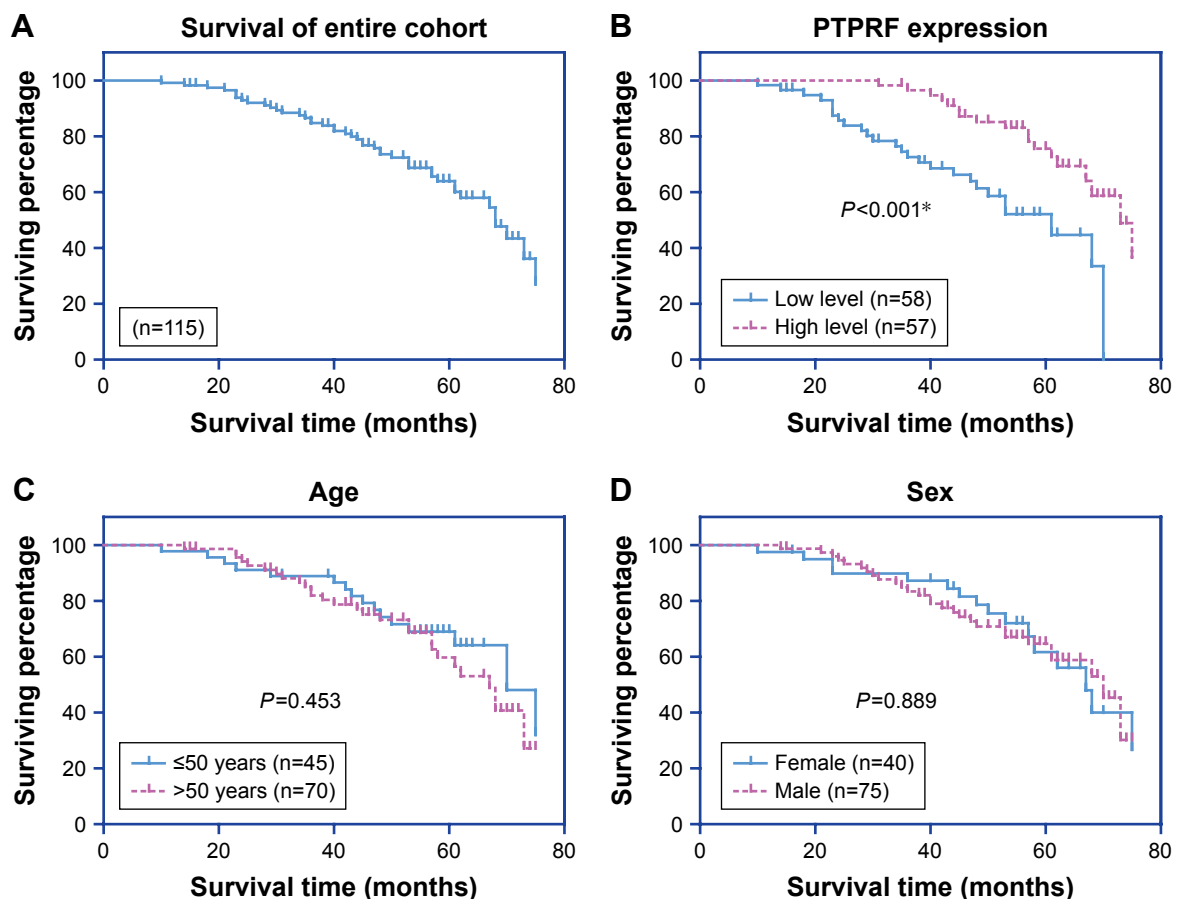 A
Survival of entire cohort
Surviving percentage
100
80
60
40
20
0
(n=115)
0 20 40 60 80
Survival time (months)
B
PTPRF expression
Surviving percentage
100
80
60
40
20
0
P<0.001*
Low level (n=58)
High level (n=57)
0 20 40 60 80
Survival time (months)
C
Age
Surviving percentage
100
80
60
40
20
0
P=0.453
≤50 years (n=45)
>50 years (n=70)
0 20 40 60 80
Survival time (months)
D
Sex
Surviving percentage
100
80
60
40
20
0
P=0.889
Female (n=40)
Male (n=75)
0 20 40 60 80
Survival time (months)